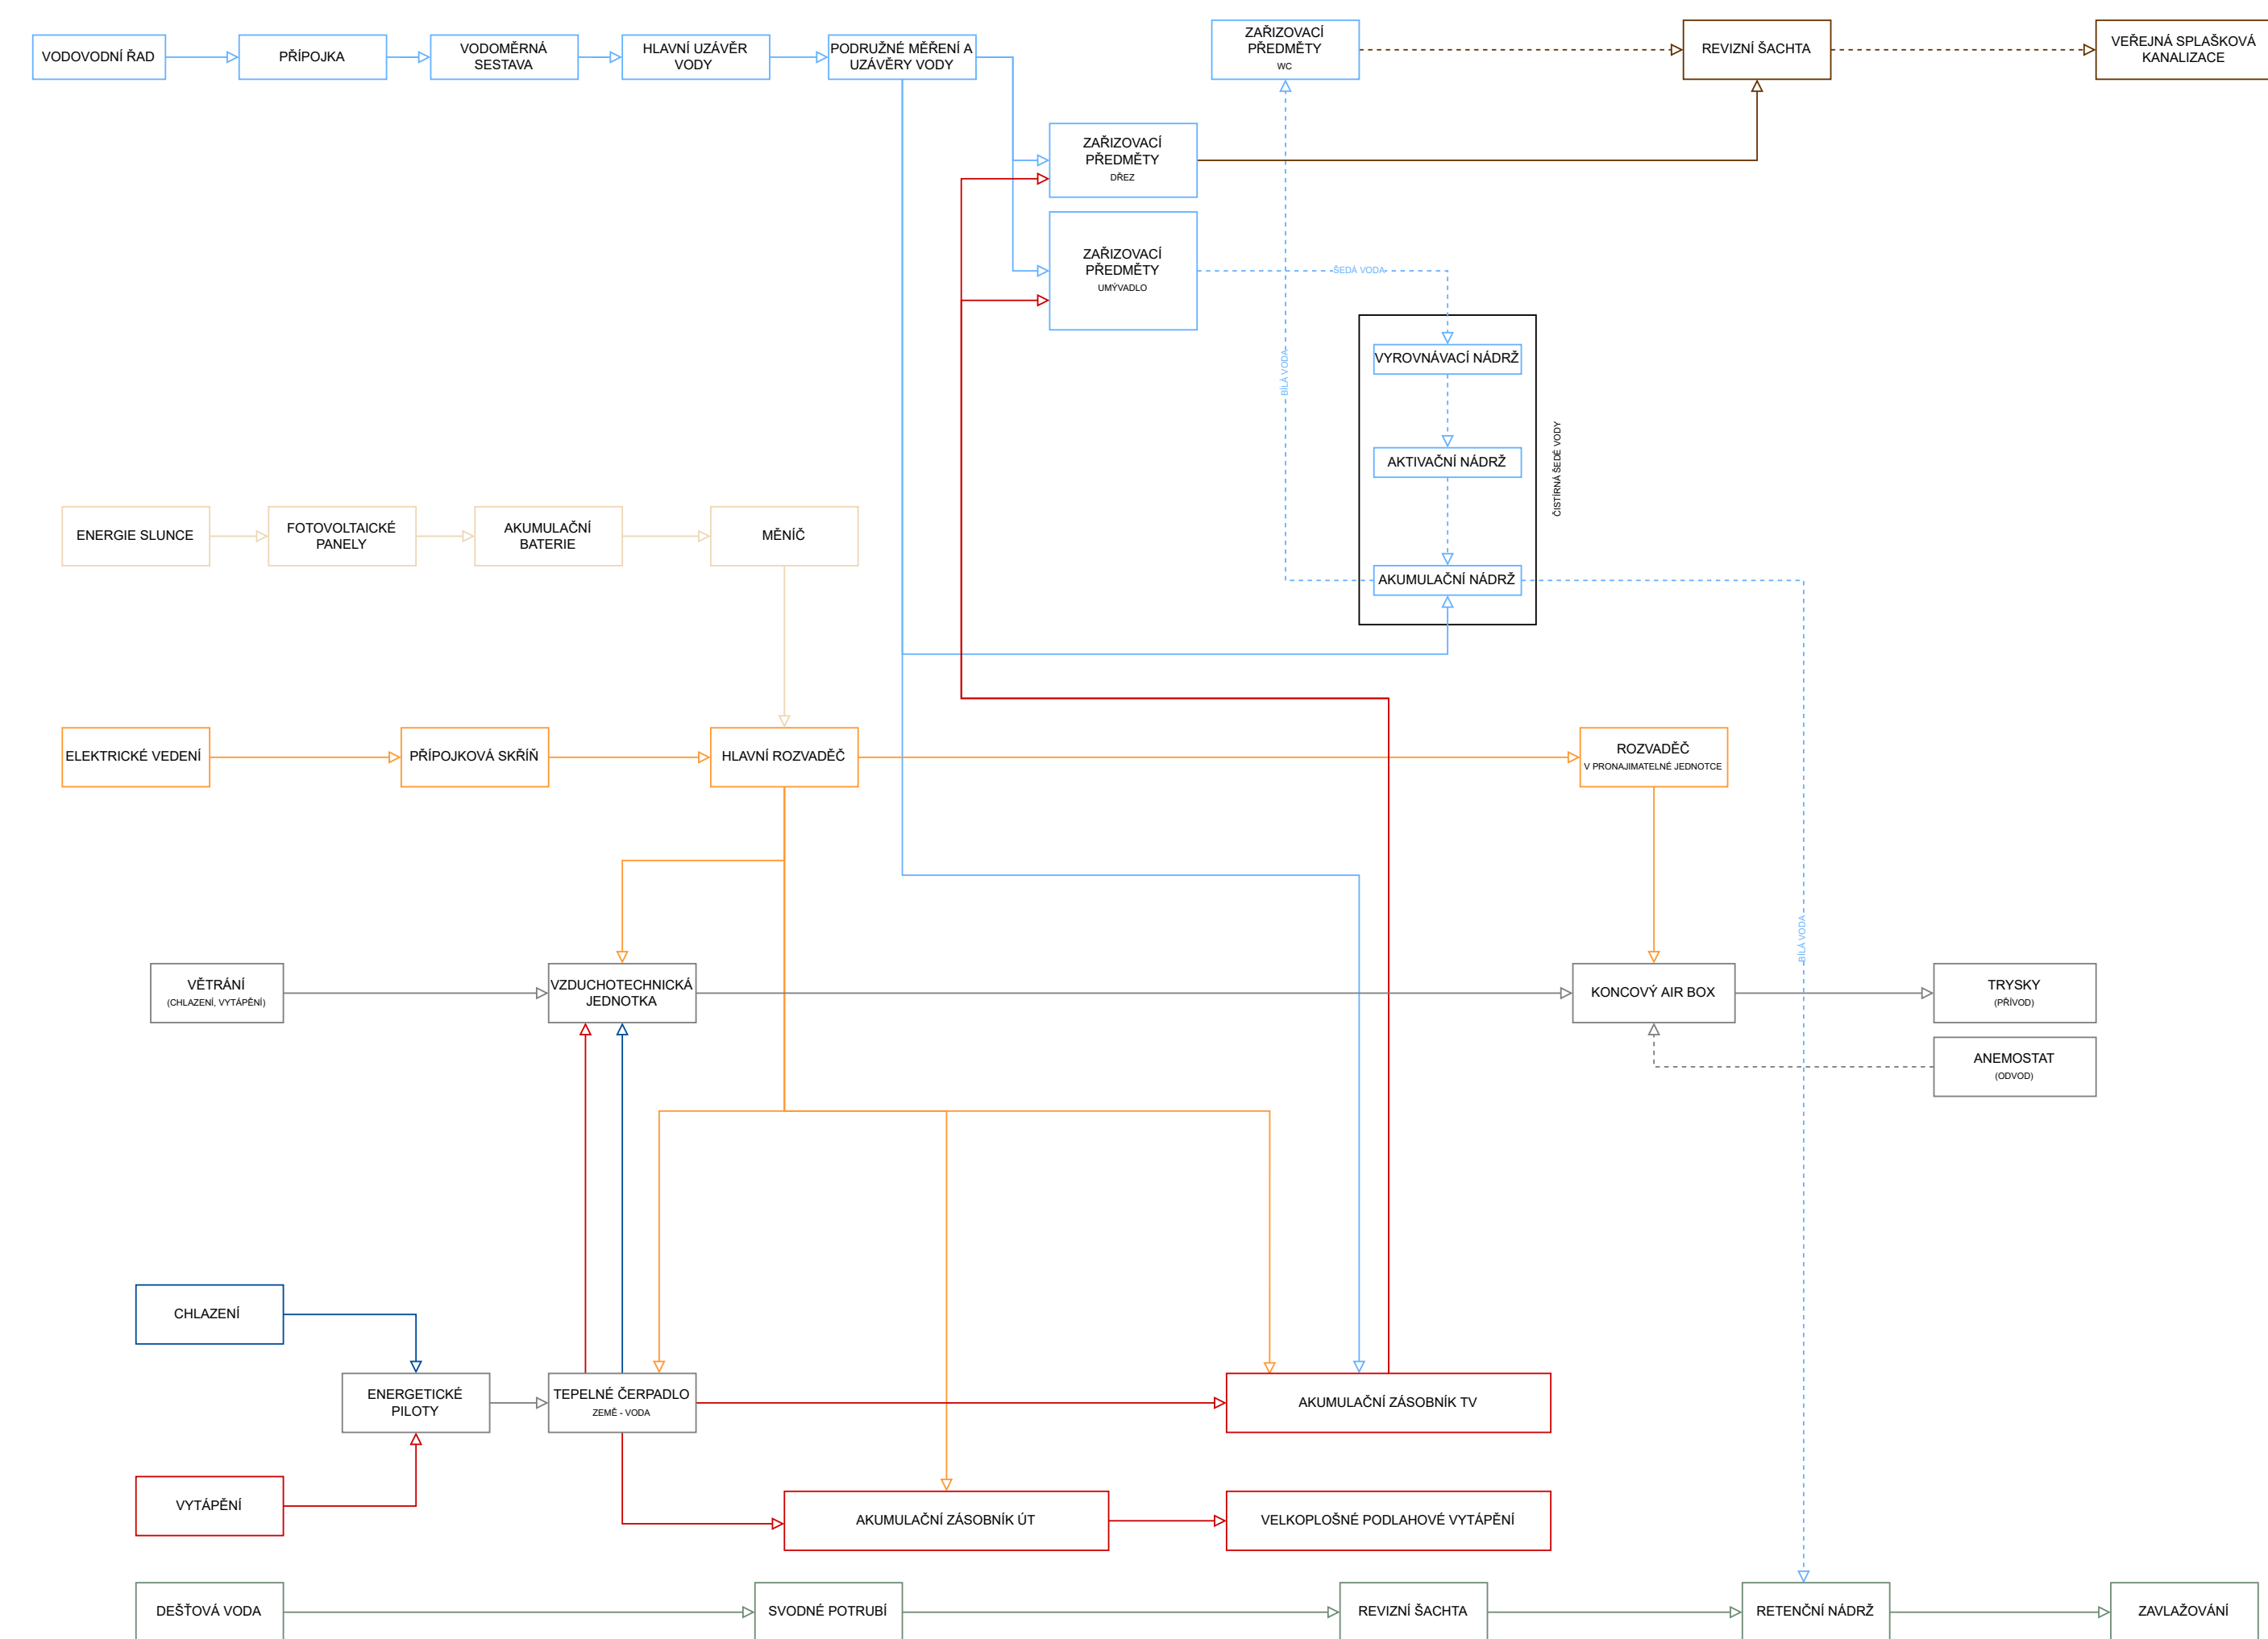 VODOVODNÍ ŘAD
PŘÍPOJKA
VODOMĚRNÁ
SESTAVA
HLAVNÍ UZÁVĚR
VODY
PODRUŽNÉ MĚŘENÍ A
UZÁVĚRY VODY
ZAŘIZOVACÍ
PŘEDMĚTY
WC
REVIZNÍ ŠACHTA
VEŘEJNÁ SPLAŠKOVÁ
KANALIZACE
ZAŘIZOVACÍ
PŘEDMĚTY
DŘEZ
ZAŘIZOVACÍ
PŘEDMĚTY
UMÝVADLO
ŠEDÁ VODA
BÍLÁ VODA
VYROVNÁVACÍ NÁDRŽ
AKTIVAČNÍ NÁDRŽ
AKUMULAČNÍ NÁDRŽ
ČISTÍRNÁ ŠEDÉ VODY
ENERGIE SLUNCE
FOTOVOLTAICKÉ
PANELY
AKUMULAČNÍ
BATERIE
MĚNÍČ
ELEKTRICKÉ VEDENÍ
PŘÍPOJKOVÁ SKŘÍŇ
HLAVNÍ ROZVADĚČ
ROZVADĚČ
V PRONAJIMATELNÉ JEDNOTCE
BÍLÁ VODA
VĚTRÁNÍ
(CHLAZENÍ, VYTÁPĚNÍ)
VZDUCHOTECHNICKÁ
JEDNOTKA
KONCOVÝ AIR BOX
TRYSKY
(PŘÍVOD)
ANEMOSTAT
(ODVOD)
CHLAZENÍ
ENERGETICKÉ
PILOTY
TEPELNÉ ČERPADLO
ZEMĚ - VODA
AKUMULAČNÍ ZÁSOBNÍK TV
VYTÁPĚNÍ
AKUMULAČNÍ ZÁSOBNÍK ÚT
VELKOPLOŠNÉ PODLAHOVÉ VYTÁPĚNÍ
DEŠŤOVÁ VODA
SVODNÉ POTRUBÍ
REVIZNÍ ŠACHTA
RETENČNÍ NÁDRŽ
ZAVLAŽOVÁNÍ